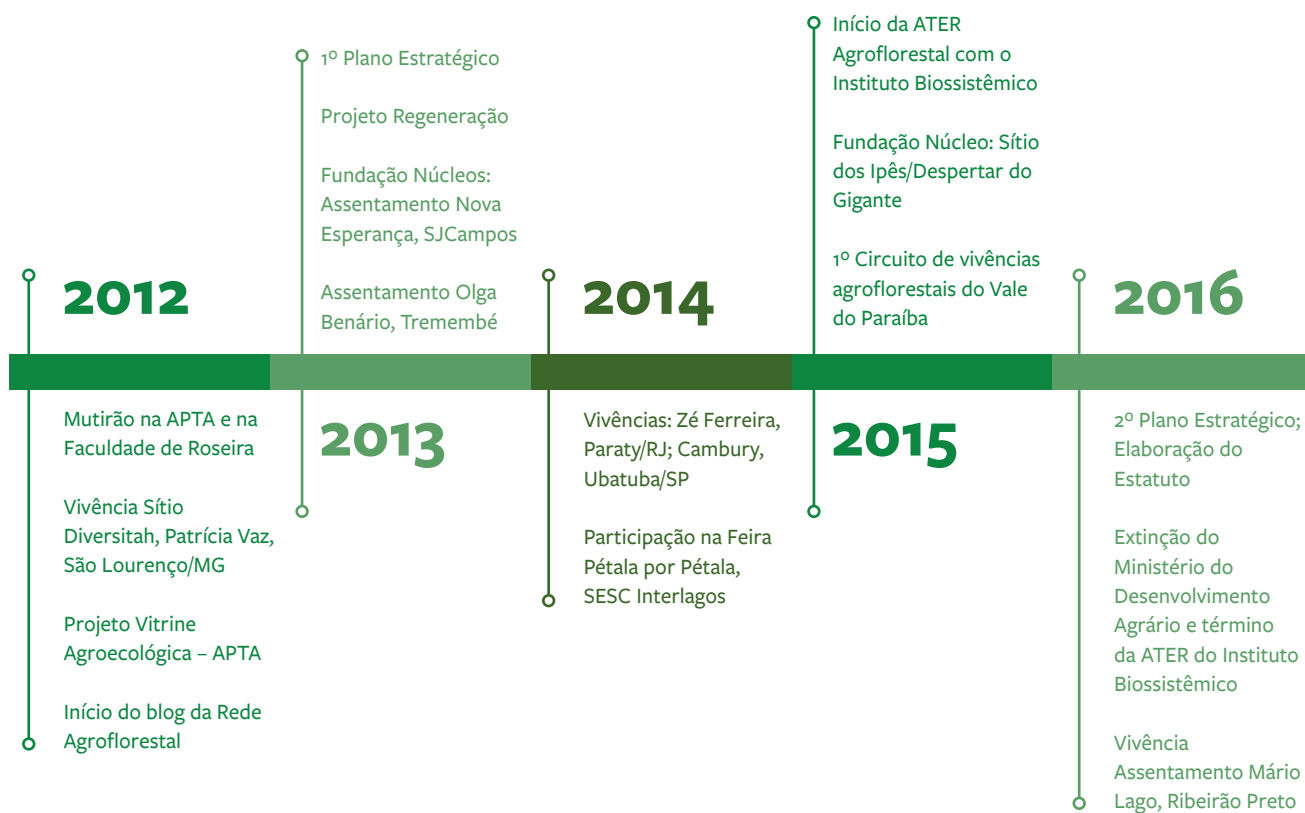 2012
Mutirão na APTA e na
Faculdade de Roseira
Vivência Sítio
Diversitah, Patrícia Vaz,
São Lourenço/MG
Projeto Vitrine
Agroecológica – APTA
Início do blog da Rede
Agroflorestal
1º Plano Estratégico
Projeto Regeneração
Fundação Núcleos:
Assentamento Nova
Esperança, SJCampos
Assentamento Olga
Benário, Tremembé
2013
2014
Vivências: Zé Ferreira,
Paraty/RJ; Cambury,
Ubatuba/SP
Participação na Feira
Pétala por Pétala,
SESC Interlagos
Início da ATER
Agroflorestal com o
Instituto Biossistêmico
Fundação Núcleo: Sítio
dos Ipês/Despertar do
Gigante
1º Circuito de vivências
agroflorestais do Vale
do Paraíba
2015
2016
2º Plano Estratégico;
Elaboração do
Estatuto
Extinção do
Ministério do
Desenvolvimento
Agrário e término
da ATER do Instituto
Biossistêmico
Vivência
Assentamento Mário
Lago, Ribeirão Preto